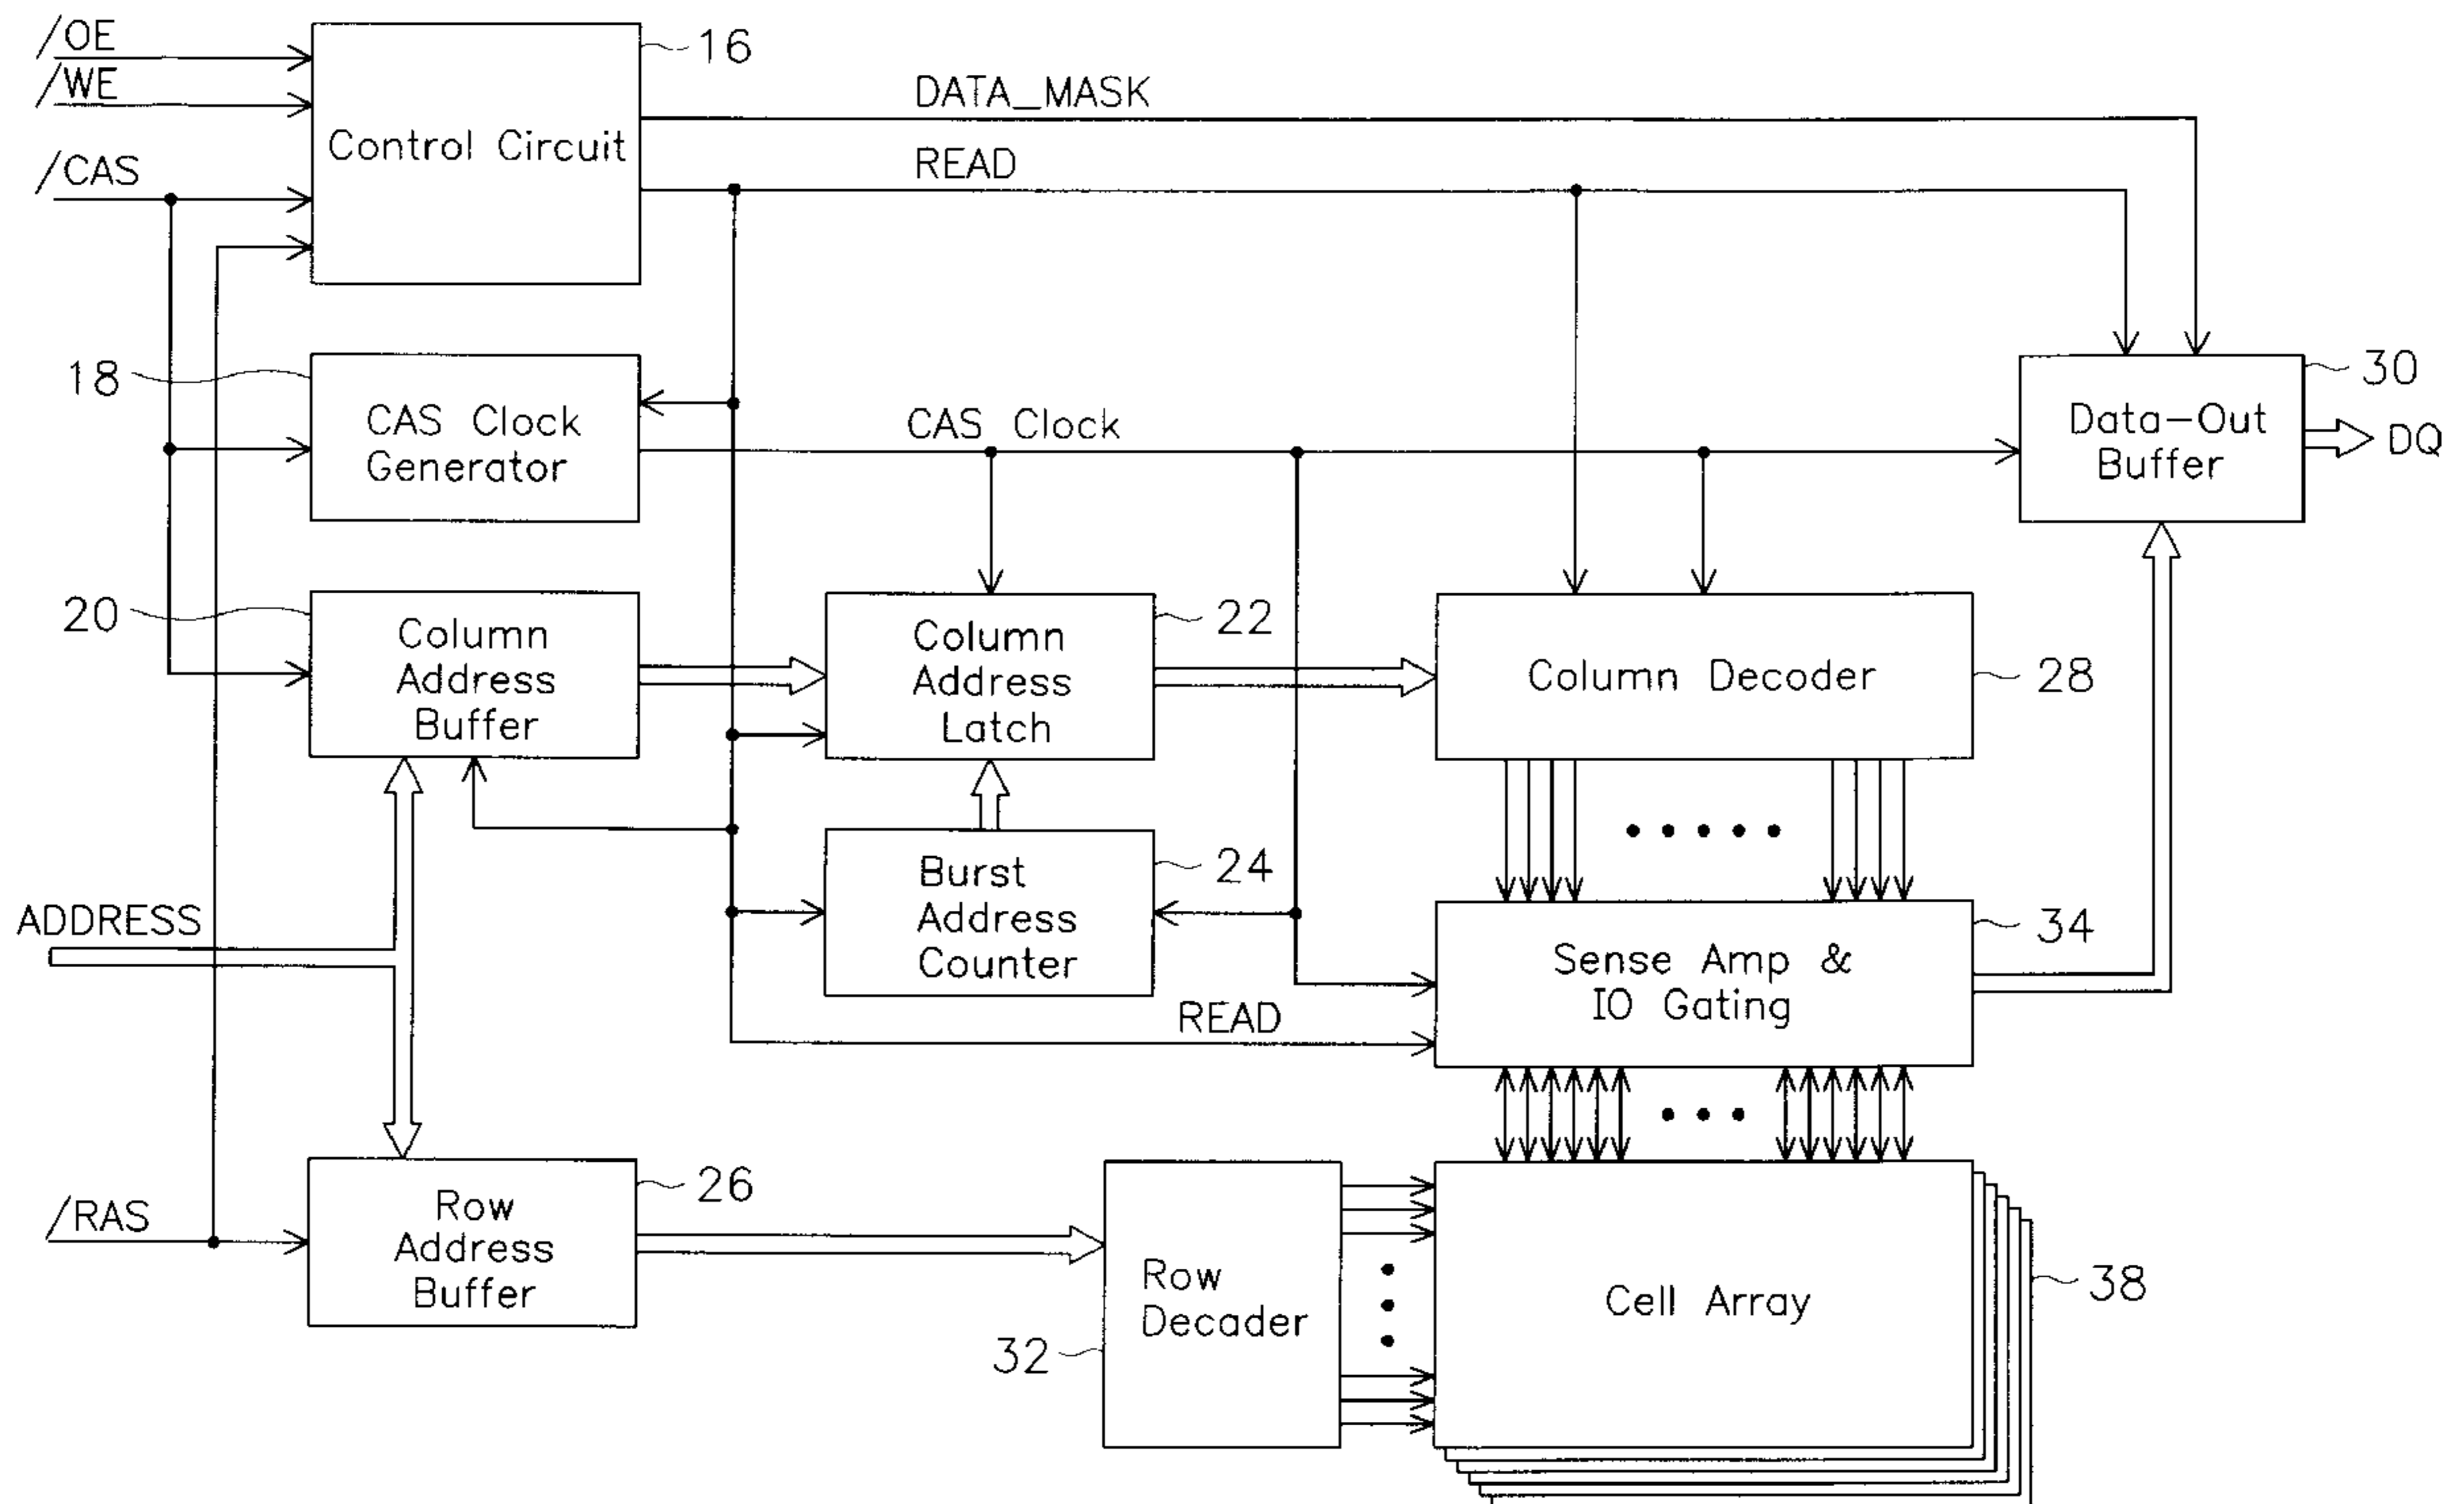 /OE
/WE
/CAS
Control Circuit
16
DATA_MASK
READ
18
CAS Clock
Generator
CAS Clock
30
Data-Out
Buffer
DQ
20
Column
Address
Buffer
Column
Address
Latch
22
Column Decoder
28
Burst
Address
Counter
24
ADDRESS
Sense Amp &
IO Gating
34
READ
/RAS
Row
Address
Buffer
26
Row
Decader
32
Cell Array
38